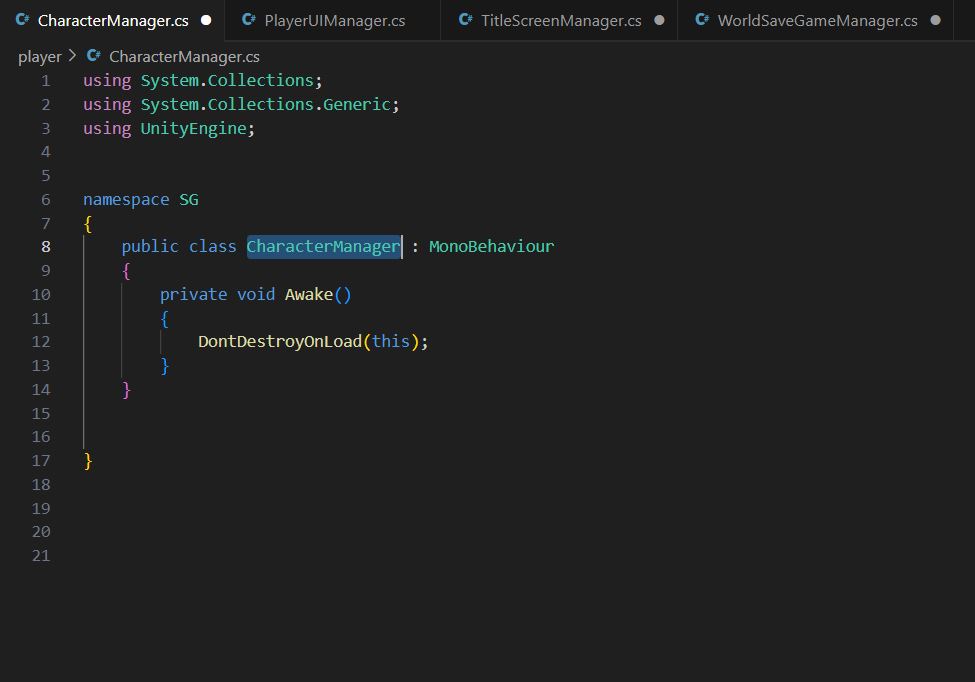 C# CharacterManager.cs ● C# PlayerUIManager.cs C# TitleScreenManager.cs ● C# WorldSaveGameManager.cs ●
player > C# CharacterManager.cs
1 using System.Collections;
2 using System.Collections.Generic;
3 using UnityEngine;
4
5
6 namespace SG
7 {
8 public class CharacterManager : MonoBehaviour
9 {
10 private void Awake()
11 {
12 DontDestroyOnLoad(this);
13 }
14 }
15
16
17 }
18
19
20
21